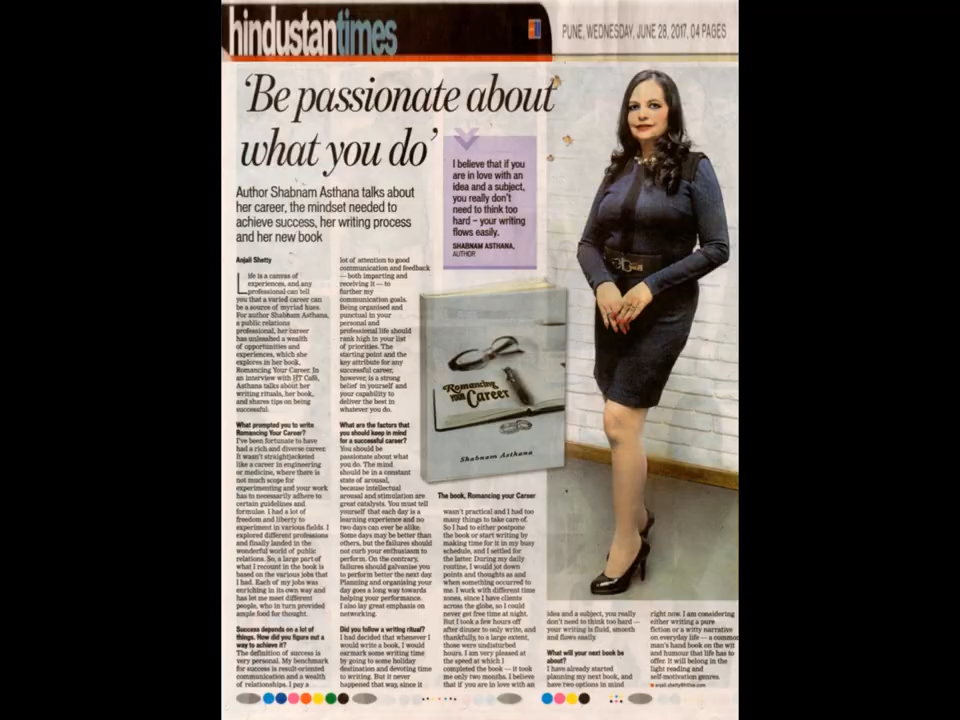 hindustantimes
PUNE, WEDNESDAY, JUNE 28, 2017, 04 PAGES
'Be passionate about
what you do'
Author Shabnam Asthana talks about
her career, the mindset needed to
achieve success, her writing process
and her new book
I believe that if you
are in love with an
idea and a subject,
you really don't
need to think too
hard – your writing
flows easily.
SHABNAM ASTHANA,
AUTHOR
Anjali Shetty
Life is a canvas of
experiences, and any
professional can tell
you that a varied career can
be a source of myriad hues.
For author Shabnam Asthana,
a public relations
professional, her career
has unleashed a wealth
of opportunities and
experiences, which she
explores in her book,
Romancing Your Career. In
an interview with HT Café,
Asthana talks about her
writing rituals, her book,
and shares tips on being
successful.
What prompted you to write
Romancing Your Career?
I've been fortunate to have
had a rich and diverse career.
It wasn't straightjacketed
like a career in engineering
or medicine, where there is
not much scope for
experimenting and your work
has to necessarily adhere to
certain guidelines and
formulae. I had a lot of
freedom and liberty to
experiment in various fields. I
explored different professions
and finally landed in the
wonderful world of public
relations. So, a large part of
what I recount in the book is
based on the various jobs that
I had. Each of my jobs was
enriching in its own way and
has let me meet different
people, who in turn provided
ample food for thought.
Success depends on a lot of
things. How did you figure out a
way to achieve it?
The definition of success is
very personal. My benchmark
for success is result-oriented
communication and a wealth
of relationships. I pay a
lot of attention to good
communication and feedback
— both imparting and
receiving it — to
further my
communication goals.
Being organised and
punctual in your
personal and
professional life should
rank high in your list
of priorities. The
starting point and the
key attribute for any
successful career,
however, is a strong
belief in yourself and
your capability to
deliver the best in
whatever you do.
What are the factors that
you should keep in mind
for a successful career?
You should be
passionate about what
you do. The mind
should be in a constant
state of arousal,
because intellectual
arousal and stimulation are
great catalysts. You must tell
yourself that each day is a
learning experience and no
two days can ever be alike.
Some days may be better than
others, but the failures should
not curb your enthusiasm to
perform. On the contrary,
failures should galvanise you
to perform better the next day.
Planning and organising your
day goes a long way towards
helping your performance.
I also lay great emphasis on
networking.
Did you follow a writing ritual?
I had decided that whenever I
would write a book, I would
earmark some writing time
by going to some holiday
destination and devoting time
to writing. But it never
happened that way, since it
Romancing
YOUR Career
Shabnam Asthana
The book, Romancing your Career
wasn't practical and I had too
many things to take care of.
So I had to either postpone
the book or start writing by
making time for it in my busy
schedule, and I settled for
the latter. During my daily
routine, I would jot down
points and thoughts as and
when something occurred to
me. I work with different time
zones, since I have clients
across the globe, so I could
never get free time at night.
But I took a few hours off
after dinner to only write, and
thankfully, to a large extent,
those were undisturbed
hours. I am very pleased at
the speed at which I
completed the book — it took
me only two months. I believe
that if you are in love with an
idea and a subject, you really
don't need to think too hard —
your writing is fluid, smooth
and flows easily.
What will your next book be
about?
I have already started
planning my next book, and
have two options in mind
right now. I am considering
either writing a pure
fiction or a witty narrative
on everyday life — a common
man's hand book on the wit
and humour that life has to
offer. It will belong in the
light reading and
self-motivation genres.
anjali.shetty@htlive.com